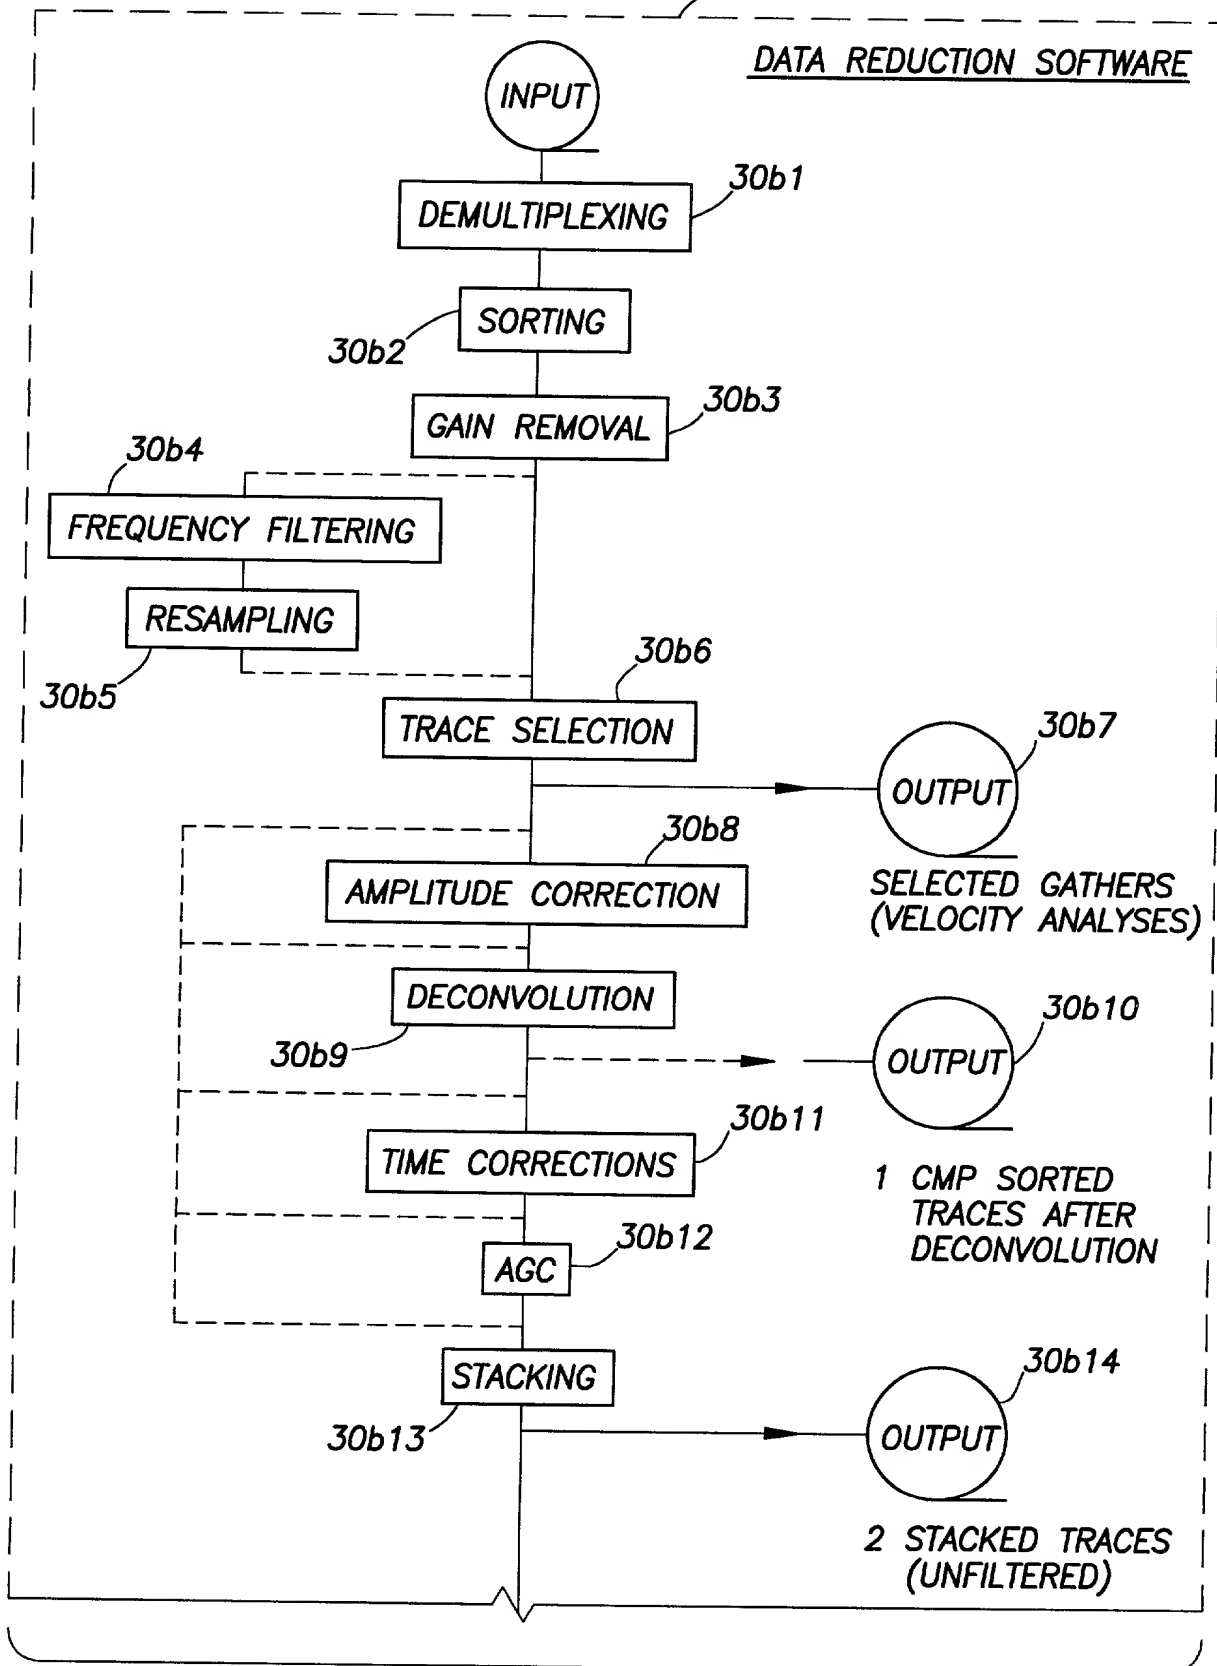 DATA REDUCTION SOFTWARE
INPUT
30b1
DEMULTIPLEXING
SORTING
30b2
30b3
GAIN REMOVAL
30b4
FREQUENCY FILTERING
RESAMPLING
30b5
30b6
TRACE SELECTION
30b7
OUTPUT
SELECTED GATHERS
(VELOCITY ANALYSES)
30b8
AMPLITUDE CORRECTION
DECONVOLUTION
30b9
30b10
OUTPUT
1 CMP SORTED
TRACES AFTER
DECONVOLUTION
30b11
TIME CORRECTIONS
30b12
AGC
STACKING
30b13
30b14
OUTPUT
2 STACKED TRACES
(UNFILTERED)